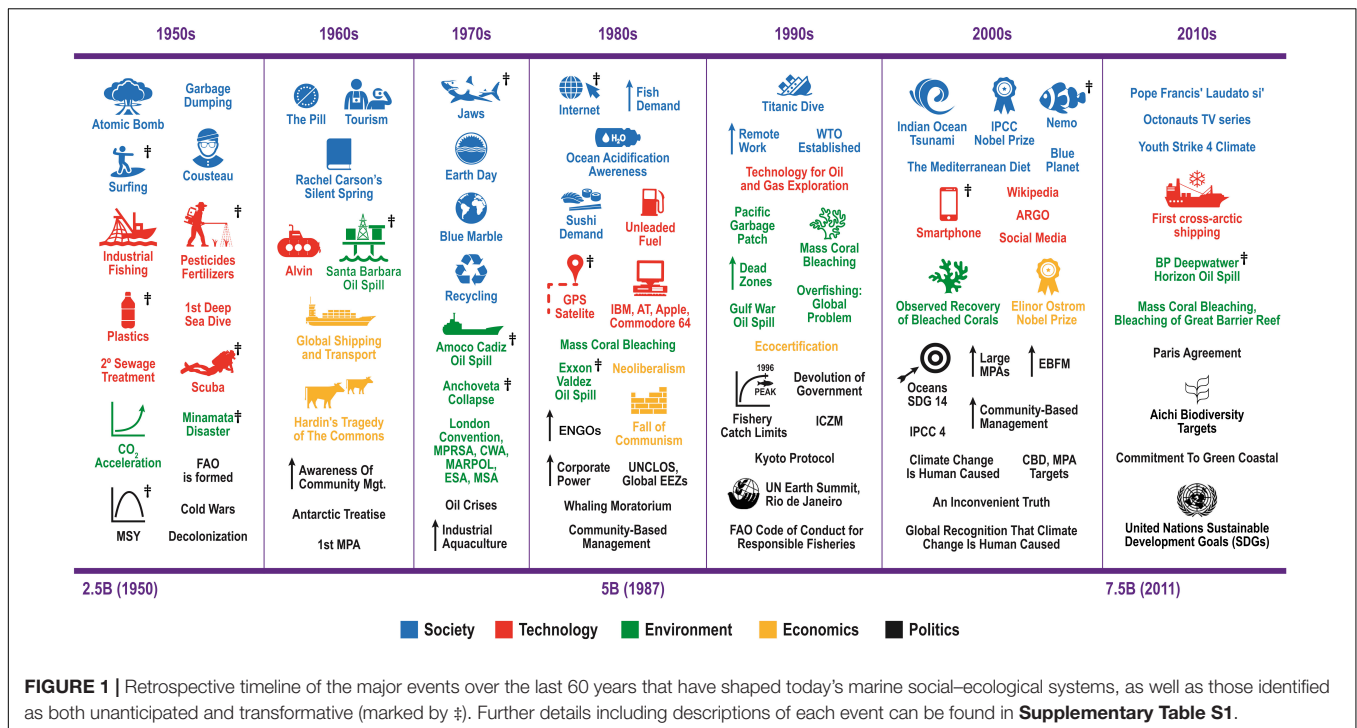 1950s
1960s
1970s
1980s
1990s
2000s
2010s
Atomic Bomb
Garbage
Dumping
‡
Surfing
Cousteau
Industrial
Fishing
‡
Pesticides
Fertilizers
‡
Plastics
1st Deep
Sea Dive
2º Sewage
Treatment
‡
Scuba
CO2
Acceleration
Minamata‡
Disaster
FAO
is formed
‡
MSY
Cold Wars
Decolonization
The Pill
Tourism
Rachel Carson's
Silent Spring
Alvin
‡
Santa Barbara
Oil Spill
Global Shipping
and Transport
Hardin's Tragedy
of The Commons
Awareness Of
Community Mgt.
Antarctic Treatise
1st MPA
‡
Jaws
Earth Day
Blue Marble
Recycling
Amoco Cadiz ‡
Oil Spill
Anchoveta ‡
Collapse
London
Convention,
MPRSA, CWA,
MARPOL,
ESA, MSA
Oil Crises
Industrial
Aquaculture
‡
Internet
Fish
Demand
H2O
Ocean Acidification
Awereness
Sushi
Demand
Unleaded
Fuel
‡
GPS
Satelite
IBM, AT, Apple,
Commodore 64
Mass Coral Bleaching
Exxon ‡
Valdez
Oil Spill
Neoliberalism
Fall of
Communism
ENGOs
Corporate
Power
UNCLOS,
Global EEZs
Whaling Moratorium
Community-Based
Management
Titanic Dive
Remote
Work
WTO
Established
Technology for Oil
and Gas Exploration
Pacific
Garbage
Patch
Mass Coral
Bleaching
Dead
Zones
Overfishing:
Global
Problem
Gulf War
Oil Spill
Ecocertification
1996
PEAK
Fishery
Catch Limits
Devolution of
Government
ICZM
Kyoto Protocol
UN Earth Summit,
Rio de Janeiro
FAO Code of Conduct for
Responsible Fisheries
Indian Ocean
Tsunami
IPCC
Nobel Prize
‡
Nemo
The Mediterranean Diet
Blue
Planet
‡
Smartphone
Wikipedia
ARGO
Social Media
Observed Recovery
of Bleached Corals
Elinor Ostrom
Nobel Prize
Oceans
SDG 14
Large
MPAs
EBFM
Community-Based
Management
IPCC 4
Climate Change
Is Human Caused
CBD, MPA
Targets
An Inconvenient Truth
Global Recognition That Climate
Change Is Human Caused
Pope Francis' Laudato si'
Octonauts TV series
Youth Strike 4 Climate
First cross-arctic
shipping
BP Deepwatwer ‡
Horizon Oil Spill
Mass Coral Bleaching,
Bleaching of Great Barrier Reef
Paris Agreement
Aichi Biodiversity
Targets
Commitment To Green Coastal
United Nations Sustainable
Development Goals (SDGs)
2.5B (1950)
5B (1987)
7.5B (2011)
Society
Technology
Environment
Economics
Politics
FIGURE 1 | Retrospective timeline of the major events over the last 60 years that have shaped today's marine social–ecological systems, as well as those identified
as both unanticipated and transformative (marked by ‡). Further details including descriptions of each event can be found in Supplementary Table S1.